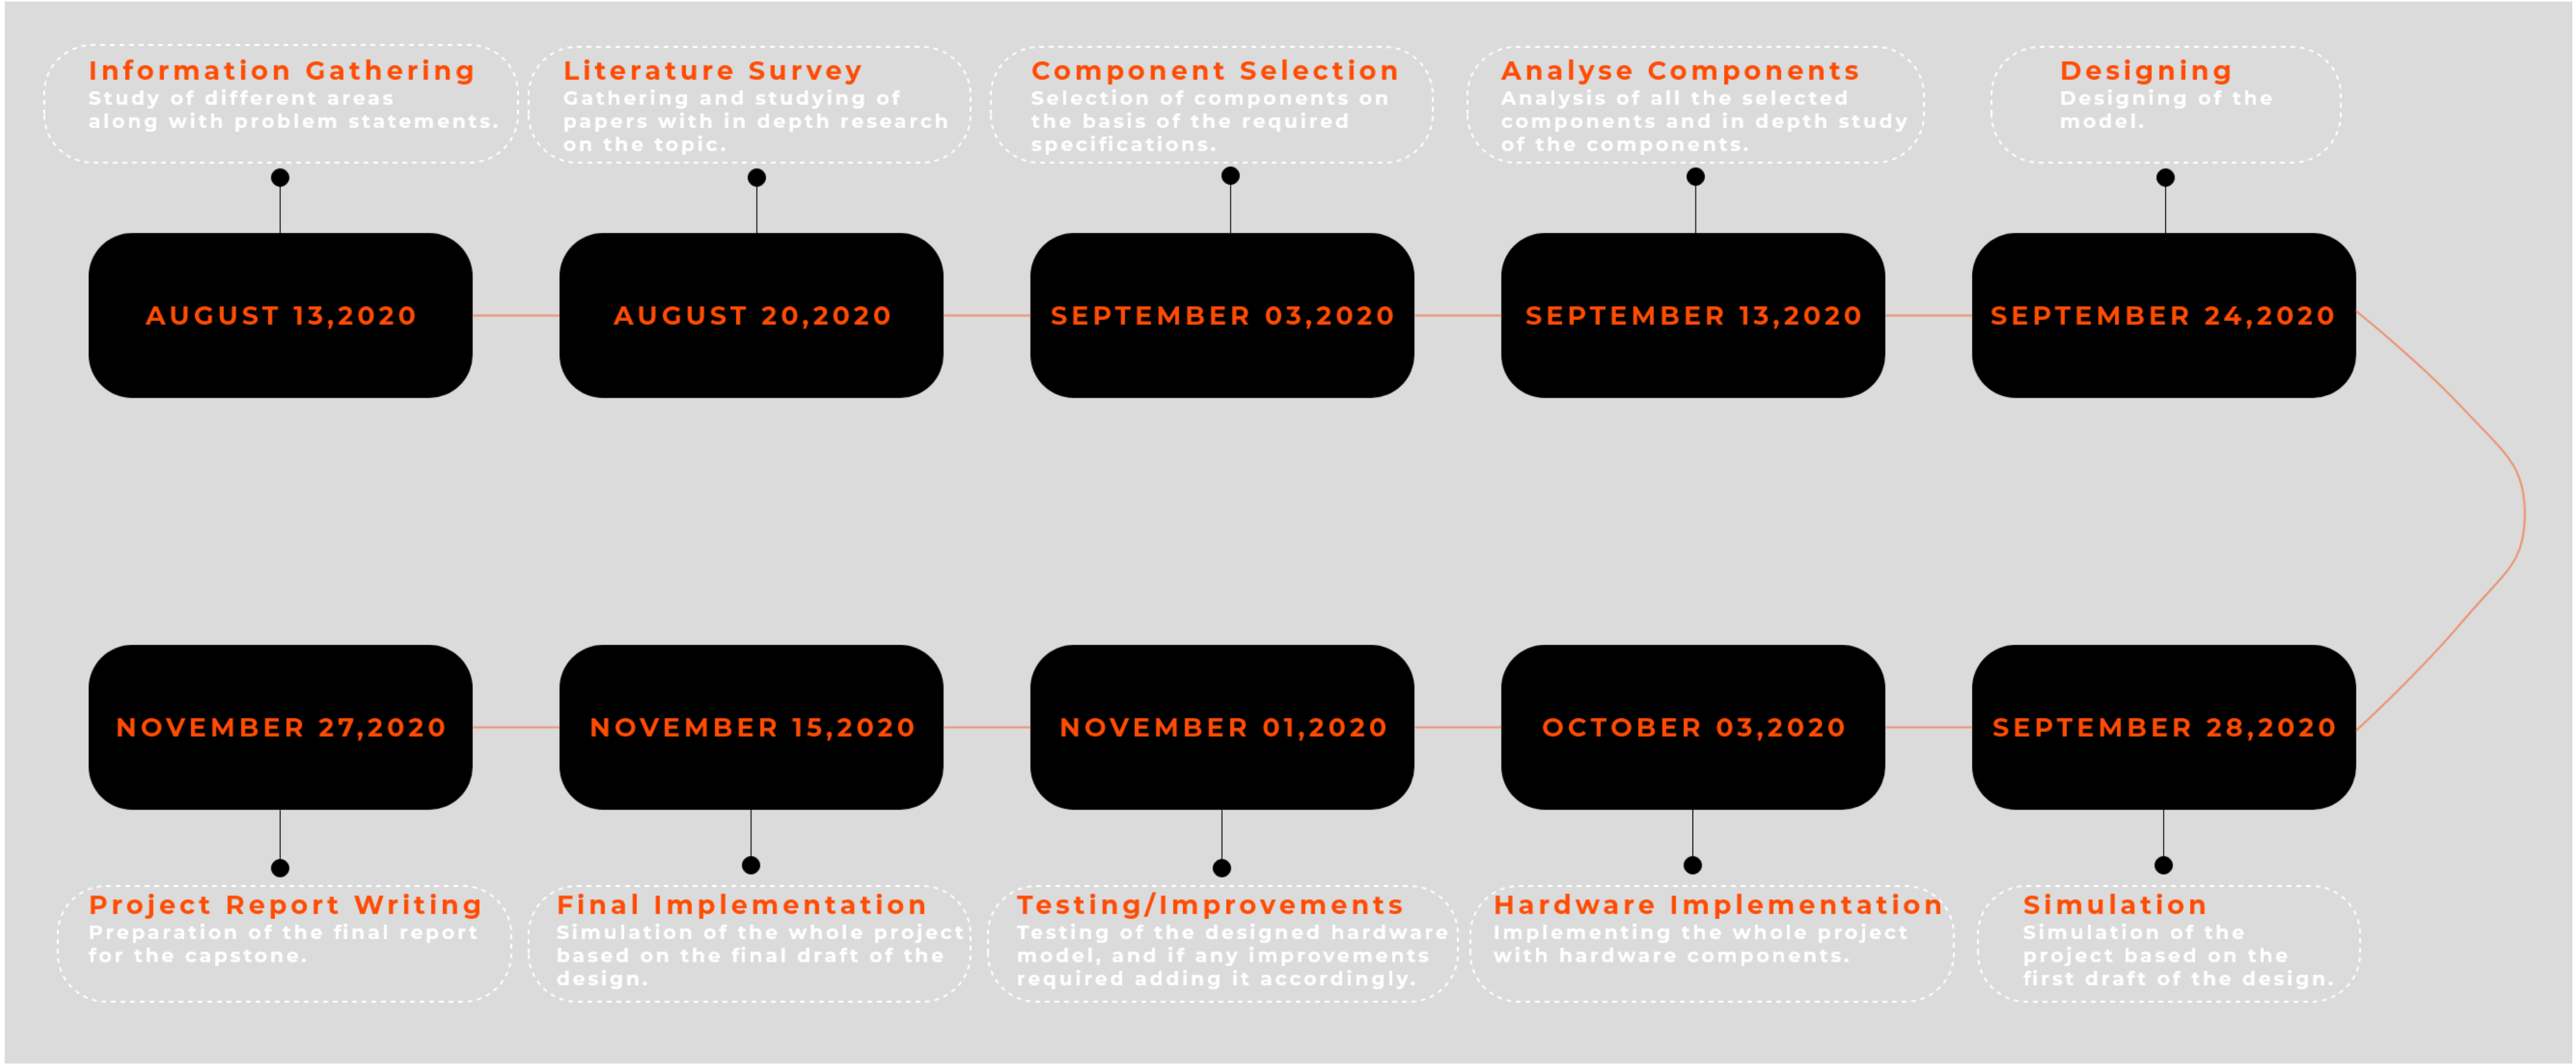 Information Gathering
Study of different areas
along with problem statements.
Literature Survey
Gathering and studying of
papers with in depth research
on the topic.
Component Selection
Selection of components on
the basis of the required
specifications.
Analyse Components
Analysis of all the selected
components and in depth study
of the components.
Designing
Designing of the
model.
AUGUST 13,2020
AUGUST 20,2020
SEPTEMBER 03,2020
SEPTEMBER 13,2020
SEPTEMBER 24,2020
NOVEMBER 27,2020
NOVEMBER 15,2020
NOVEMBER 01,2020
OCTOBER 03,2020
SEPTEMBER 28,2020
Project Report Writing
Preparation of the final report
for the capstone.
Final Implementation
Simulation of the whole project
based on the final draft of the
design.
Testing/Improvements
Testing of the designed hardware
model, and if any improvements
required adding it accordingly.
Hardware Implementation
Implementing the whole project
with hardware components.
Simulation
Simulation of the
project based on the
first draft of the design.